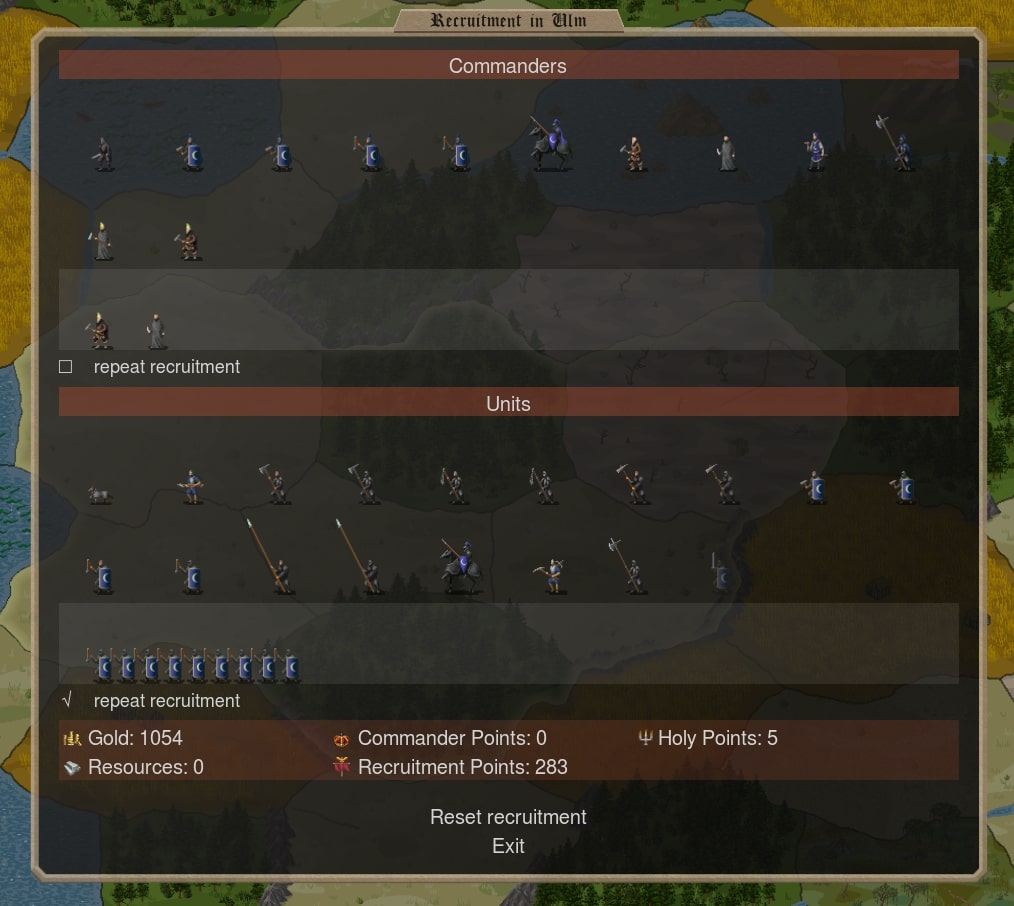 Recruitment in Ulm
Commanders
repeat recruitment
Units
√ repeat recruitment
Gold: 1054 Commander Points: 0 Holy Points: 5
Resources: 0 Recruitment Points: 283
Reset recruitment
Exit